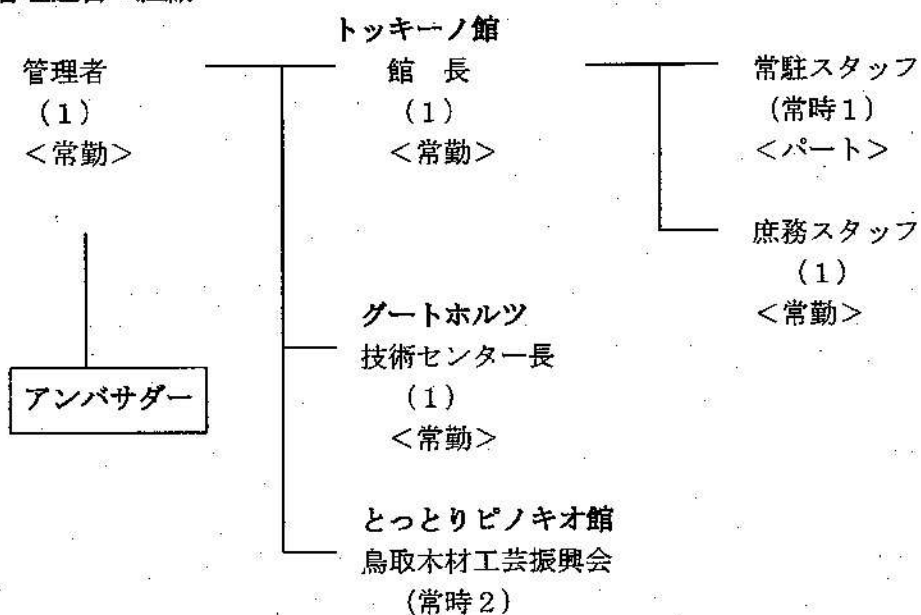 トッキーノ館
管理者
(1)
<常勤>
館 長
(1)
<常勤>
常駐スタッフ
(常時1)
<パート>
庶務スタッフ
(1)
<常勤>
アンバサダー
グートホルツ
技術センター長
(1)
<常勤>
とっとりピノキオ館
鳥取木材工芸振興会
(常時2)